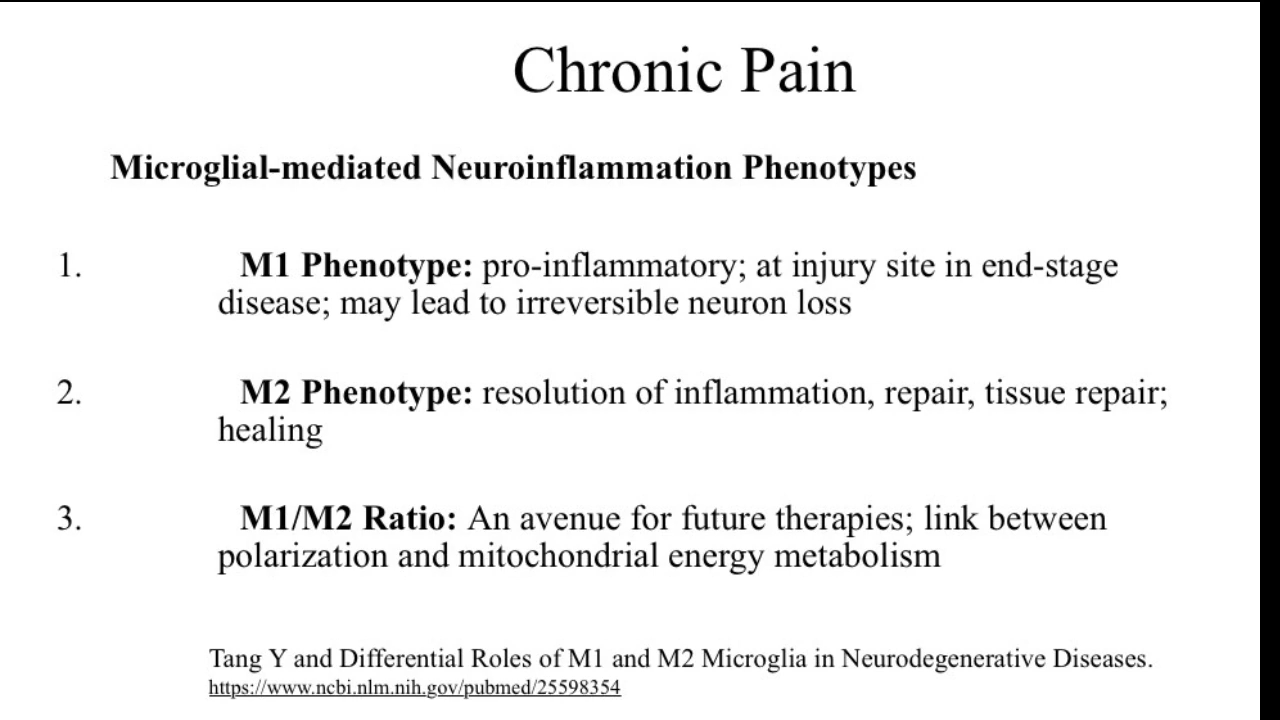 Chronic Pain
Microglial-mediated Neuroinflammation Phenotypes
1. M1 Phenotype: pro-inflammatory; at injury site in end-stage
disease; may lead to irreversible neuron loss
2. M2 Phenotype: resolution of inflammation, repair, tissue repair;
healing
3. M1/M2 Ratio: An avenue for future therapies; link between
polarization and mitochondrial energy metabolism
Tang Y and Differential Roles of M1 and M2 Microglia in Neurodegenerative Diseases.
https://www.ncbi.nlm.nih.gov/pubmed/25598354